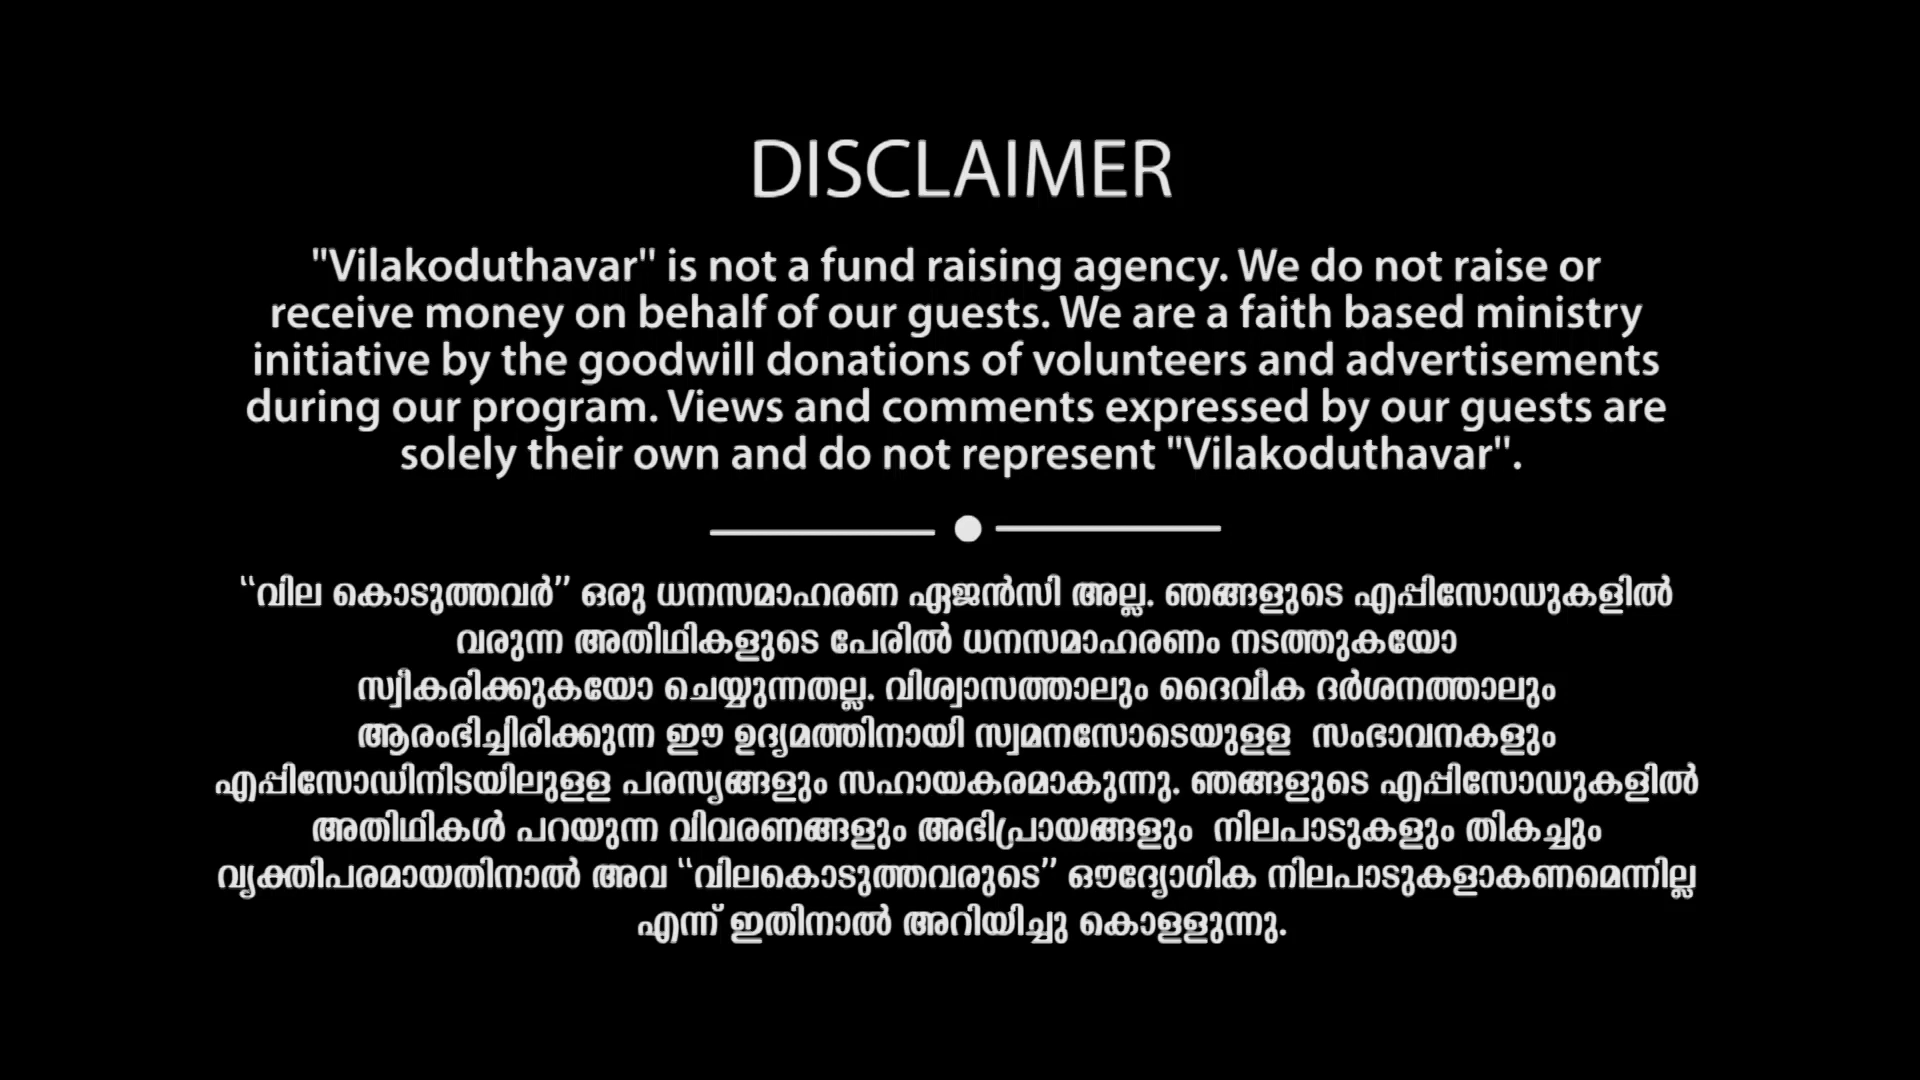 DISCLAIMER
"Vilakoduthavar" is not a fund raising agency. We do not raise or
receive money on behalf of our guests. We are a faith based ministry
initiative by the goodwill donations of volunteers and advertisements
during our program. Views and comments expressed by our guests are
solely their own and do not represent "Vilakoduthavar".
“വില കൊടുത്തവർ” ഒരു ധനസമാഹരണ ഏജൻസി അല്ല. ഞങ്ങളുടെ എപ്പിസോഡുകളിൽ
വരുന്ന അതിഥികളുടെ പേരിൽ ധനസമാഹരണം നടത്തുകയോ
സ്വീകരിക്കുകയോ ചെയ്യുന്നതല്ല. വിശ്വാസത്താലും ദൈവീക ദർശനത്താലും
ആരംഭിച്ചിരിക്കുന്ന ഈ ഉദ്യമത്തിനായി സ്വമനസോടെയുള്ള സംഭാവനകളും
എപ്പിസോഡിനിടയിലുള്ള പരസ്യങ്ങളും സഹായകരമാകുന്നു. ഞങ്ങളുടെ എപ്പിസോഡുകളിൽ
അതിഥികൾ പറയുന്ന വിവരണങ്ങളും അഭിപ്രായങ്ങളും നിലപാടുകളും തികച്ചും
വ്യക്തിപരമായതിനാൽ അവ “വിലകൊടുത്തവരുടെ” ഔദ്യോഗിക നിലപാടുകളാകണമെന്നില്ല
എന്ന് ഇതിനാൽ അറിയിച്ചു കൊള്ളുന്നു.